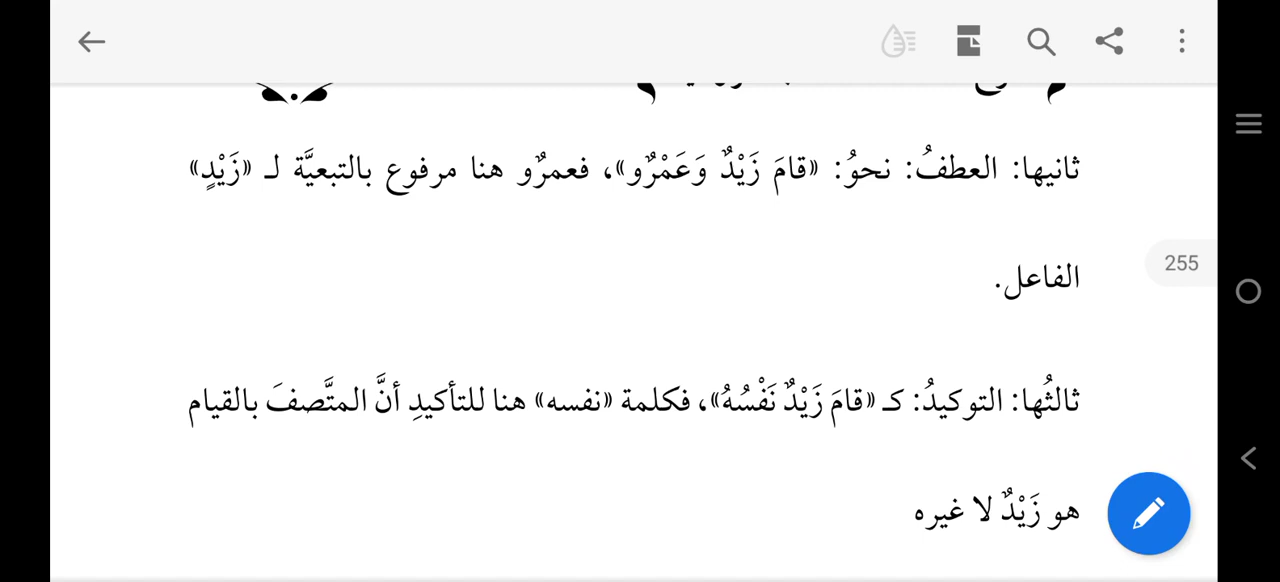 ثانيها: العطفُ: نحوُ: «قامَ زَيْدٌ وَعَمْرٌو»، فعمرٌو هنا مرفوع بالتبعيَّة لـ «زَيْدٍ»
255
الفاعل.
ثالثُها: التوكيدُ: كـ «قامَ زَيْدٌ نَفْسُهُ»، فكلمة «نفسه» هنا للتأكيدِ أنَّ المتَّصفَ بالقيام
هو زَيْدٌ لا غيره